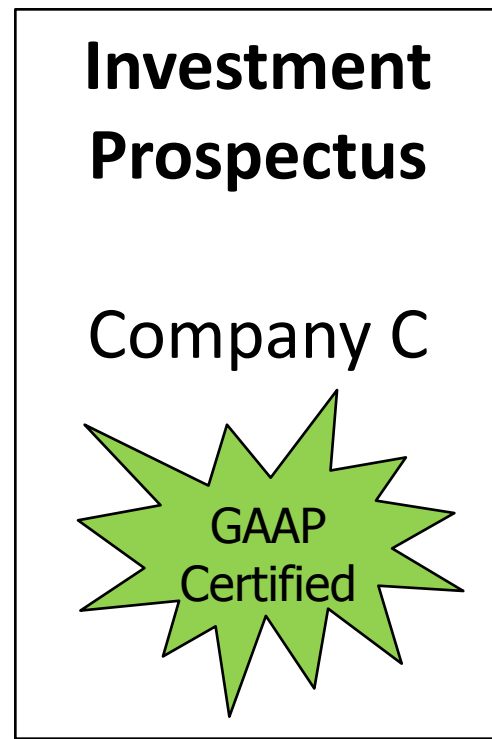 Investment
Prospectus
Company C
GAAP
Certified